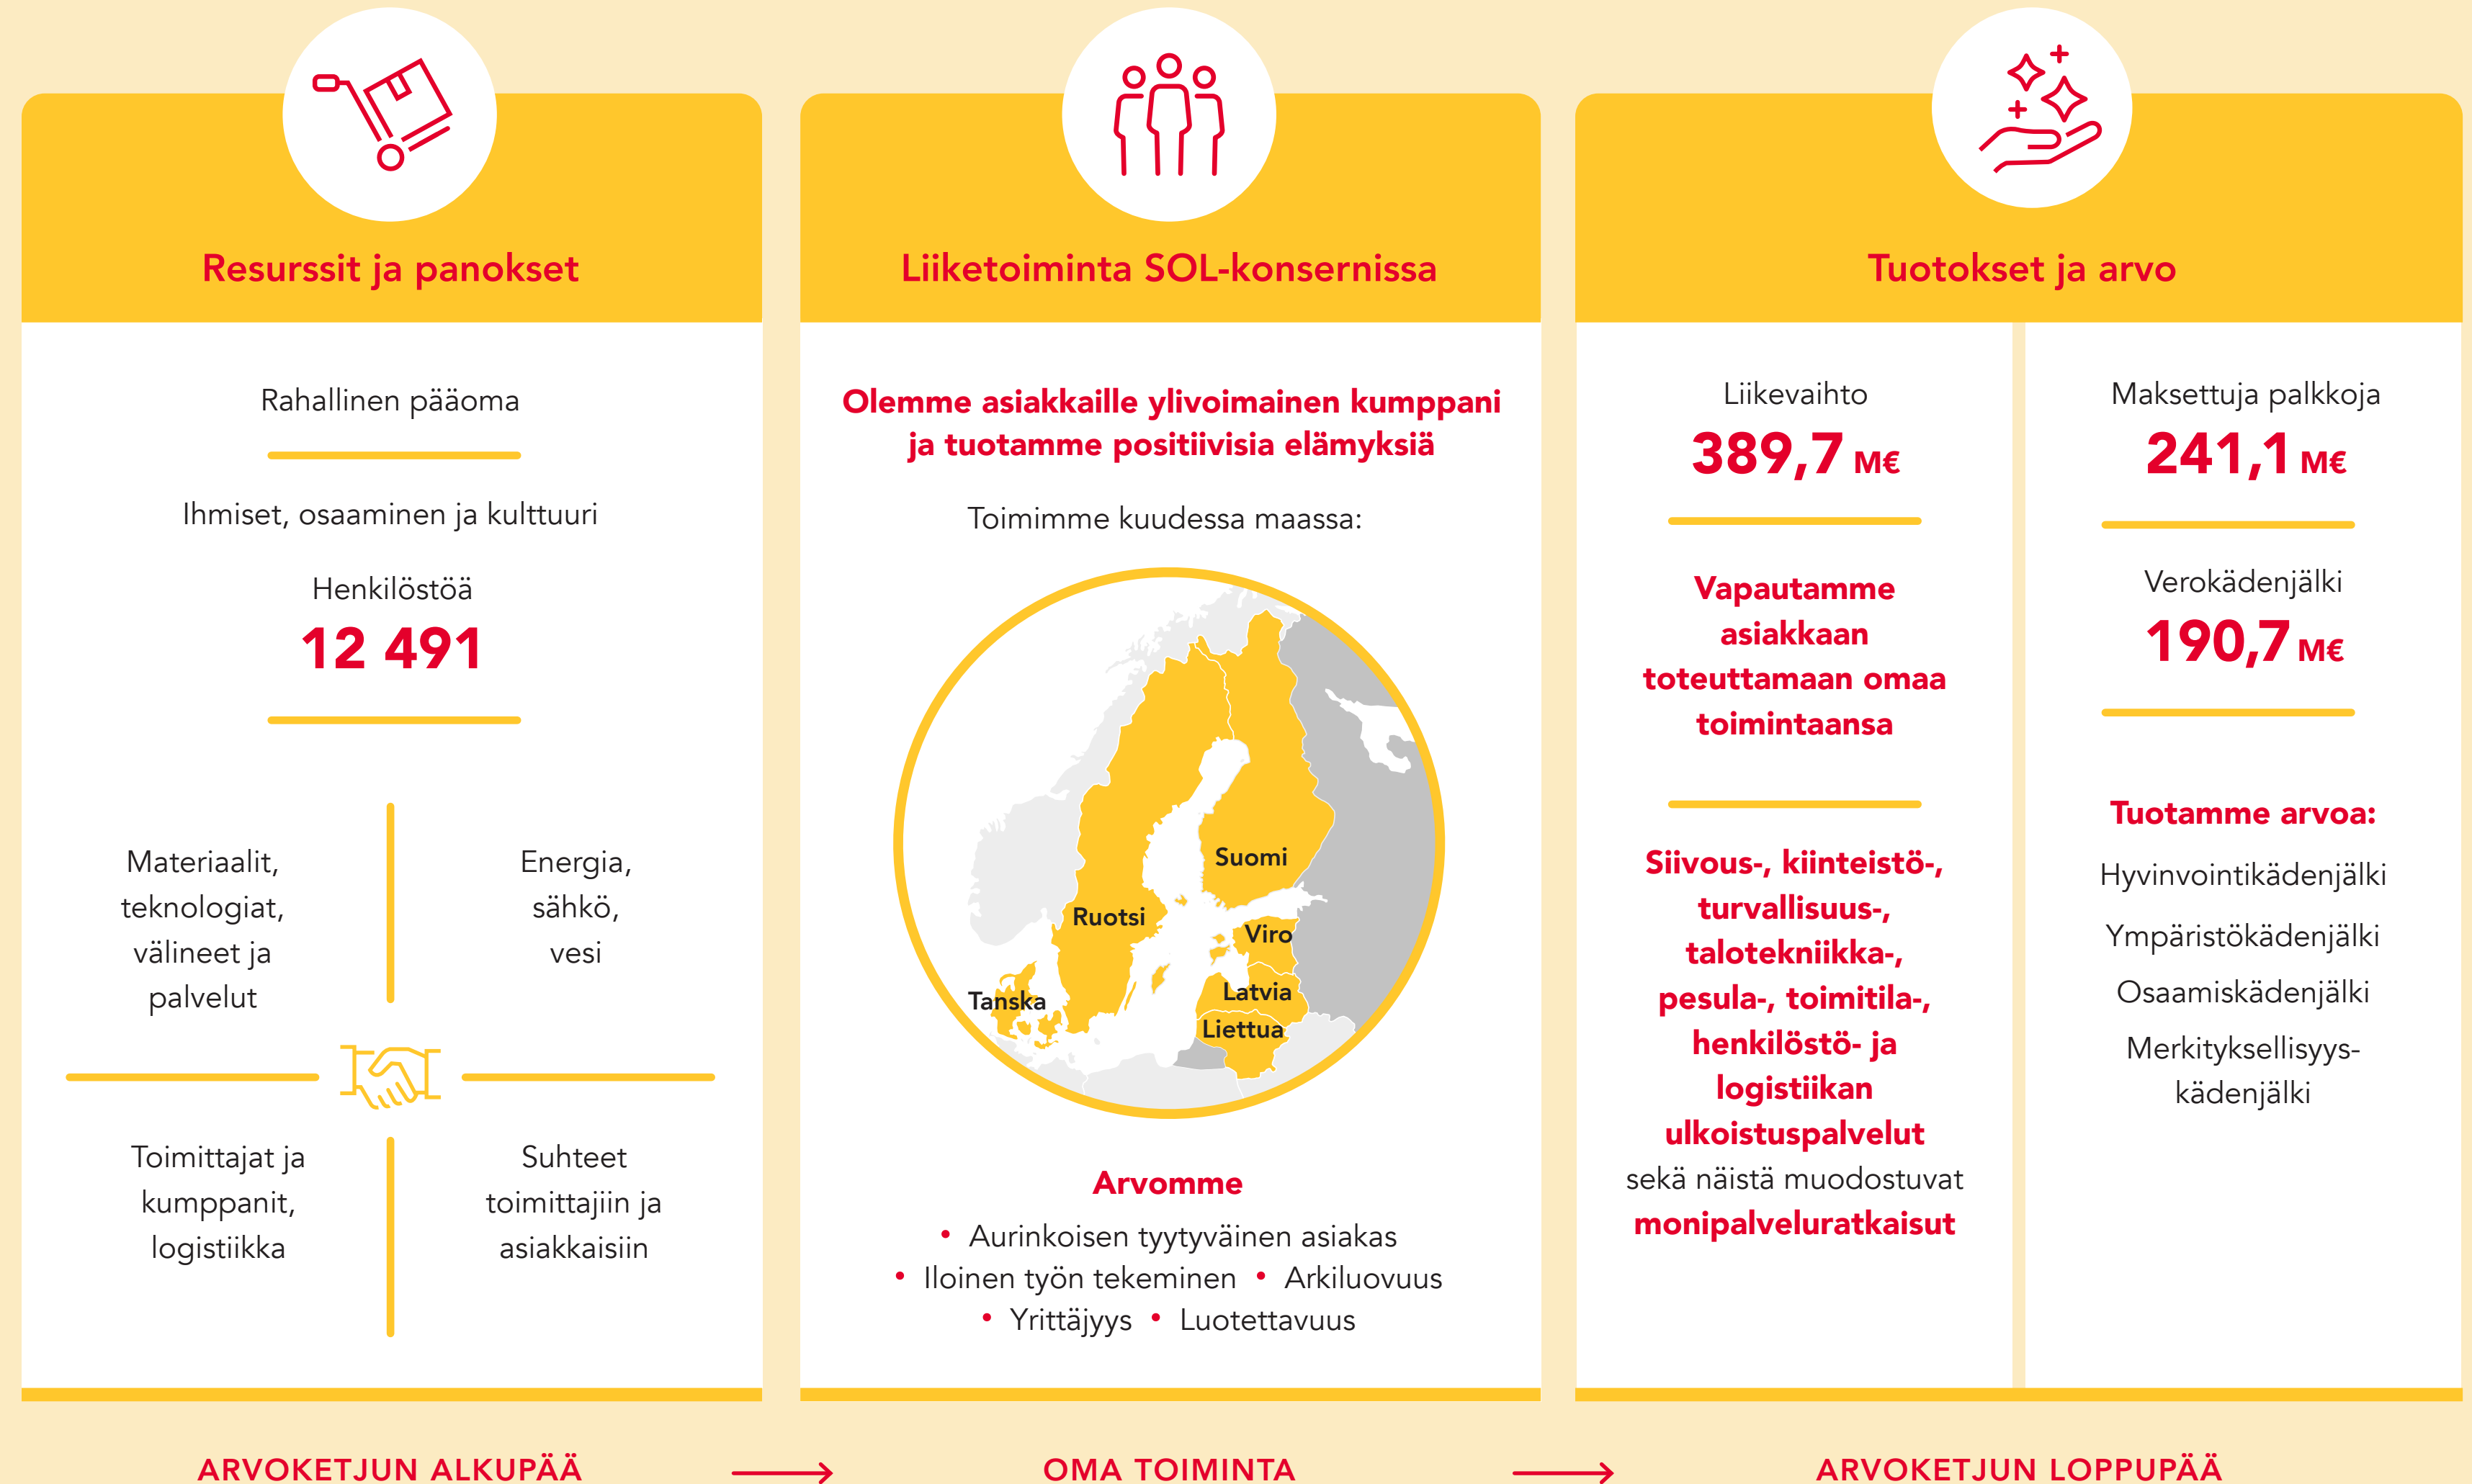 Resurssit ja panokset
Rahallinen pääoma
Ihmiset, osaaminen ja kulttuuri
Henkilöstöä
12 491
Materiaalit,
teknologiat,
välineet ja
palvelut
Energia,
sähkö,
vesi
Toimittajat ja
kumppanit,
logistiikka
Suhteet
toimittajiin ja
asiakkaisiin
Liiketoiminta SOL-konsernissa
Olemme asiakkaille ylivoimainen kumppani
ja tuotamme positiivisia elämyksiä
Toimimme kuudessa maassa:
Suomi
Ruotsi
Viro
Tanska
Latvia
Liettua
Arvomme
• Aurinkoisen tyytyväinen asiakas
• Iloinen työn tekeminen • Arkiluovuus
• Yrittäjyys • Luotettavuus
Tuotokset ja arvo
Liikevaihto
389,7 M€
Vapautamme
asiakkaan
toteuttamaan omaa
toimintaansa
Siivous-, kiinteistö-,
turvallisuus-,
talotekniikka-,
pesula-, toimitila-,
henkilöstö- ja
logistiikan
ulkoistuspalvelut
sekä näistä muodostuvat
monipalveluratkaisut
Maksettuja palkkoja
241,1 M€
Verokädenjälki
190,7 M€
Tuotamme arvoa:
Hyvinvointikädenjälki
Ympäristökädenjälki
Osaamiskädenjälki
Merkityksellisyys-
kädenjälki
ARVOKETJUN ALKUPÄÄ
OMA TOIMINTA
ARVOKETJUN LOPPUPÄÄ